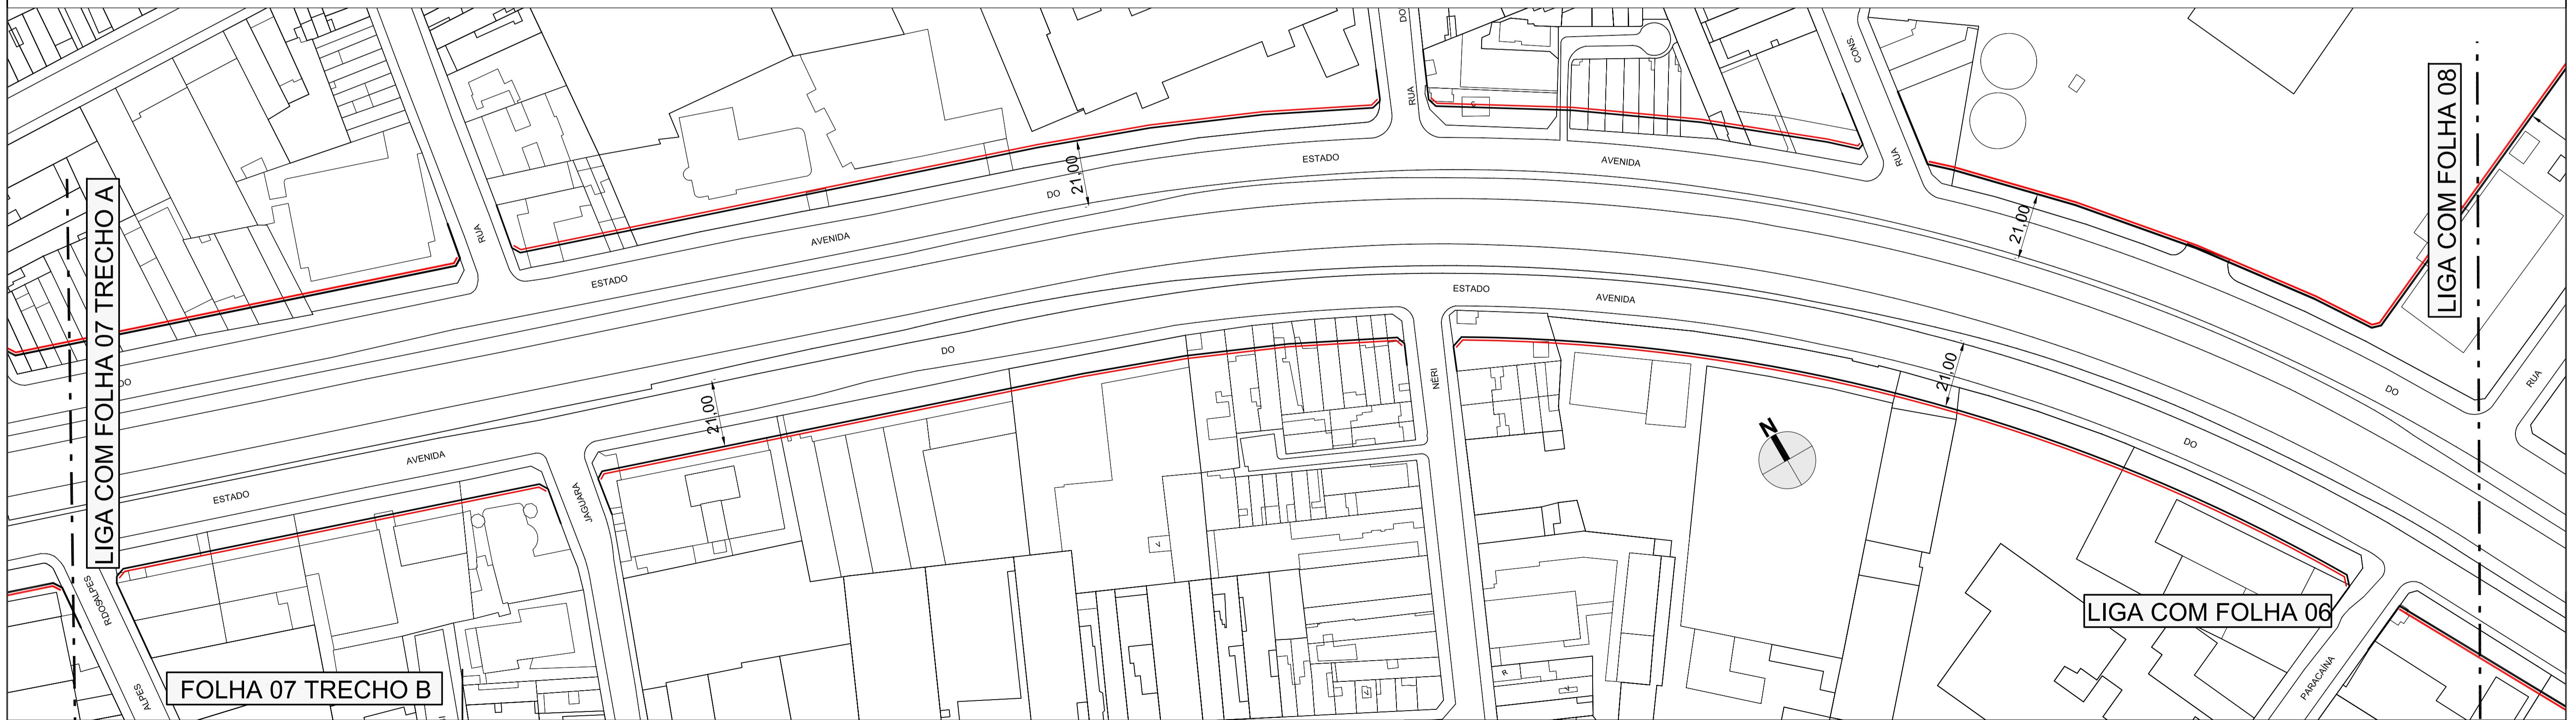 DO
RUA
CONS.
RUA
RUA
ESTADO
AVENIDA
DO
21,00
AVENIDA
ESTADO
21,00
LIGA COM FOLHA 08
LIGA COM FOLHA 07 TRECHO A
DO
ESTADO
AVENIDA
DO
NÉRI
21,00
21,00
DO
RUA
N
AVENIDA
ESTADO
JAGUARA
DO
V
R
V
V
LIGA COM FOLHA 06
PARACAÍNA
ALPES
FOLHA 07 TRECHO B